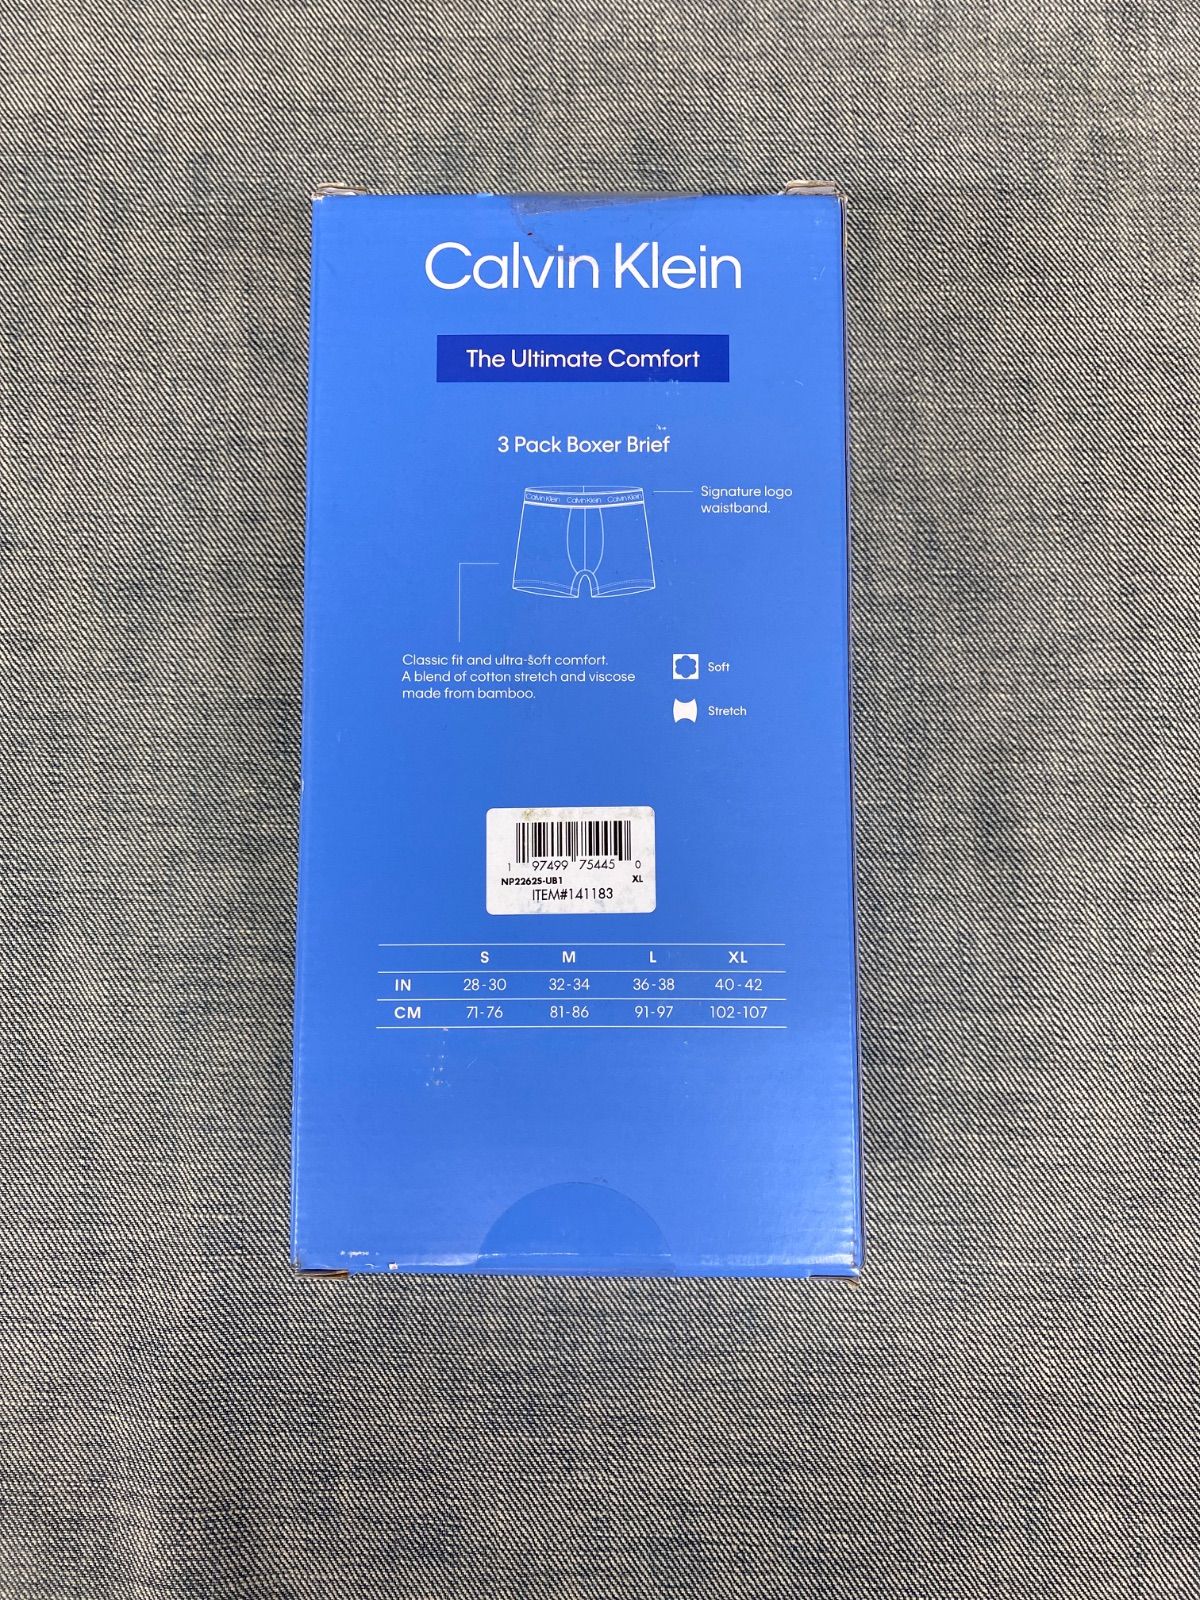 Calvin Klein
The Ultimate Comfort
3 Pack Boxer Brief
Calvin Klein Calvin Klein Calvin Klein
Signature logo
waistband.
Classic fit and ultra-soft comfort.
A blend of cotton stretch and viscose
made from bamboo.
Soft
Stretch
1 97499 75445 0
NP2262S-UB1 XL
ITEM#141183
S M L XL
IN 28-30 32-34 36-38 40-42
CM 71-76 81-86 91-97 102-107